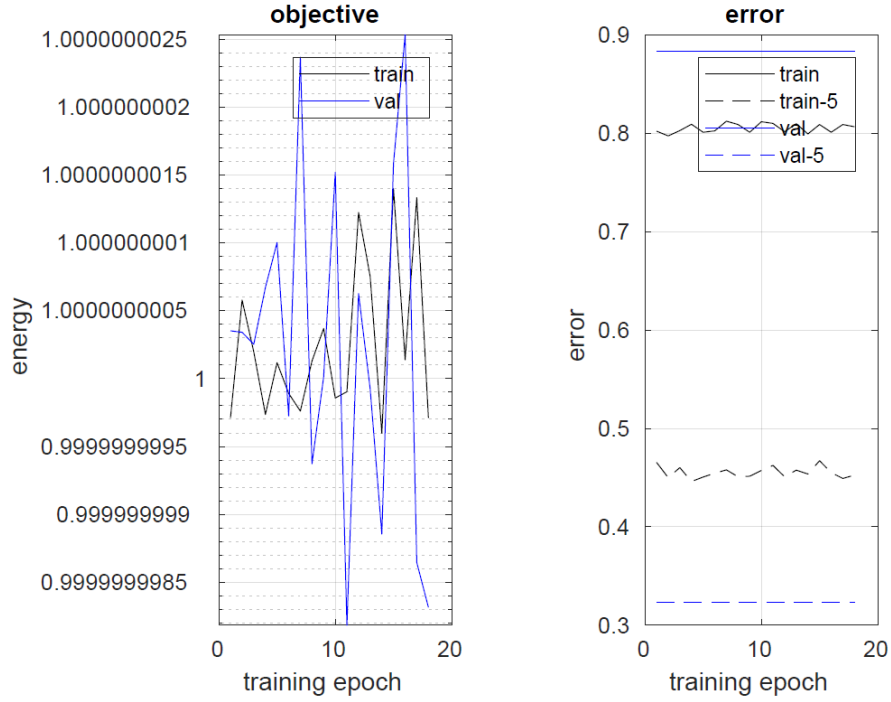 objective
energy
1.0000000025
1.000000002
1.0000000015
1.000000001
1.0000000005
1
0.9999999995
0.999999999
0.9999999985
train
val
0
10
20
training epoch
error
error
0.9
0.8
0.7
0.6
0.5
0.4
0.3
train
train-5
val
val-5
0
10
20
training epoch